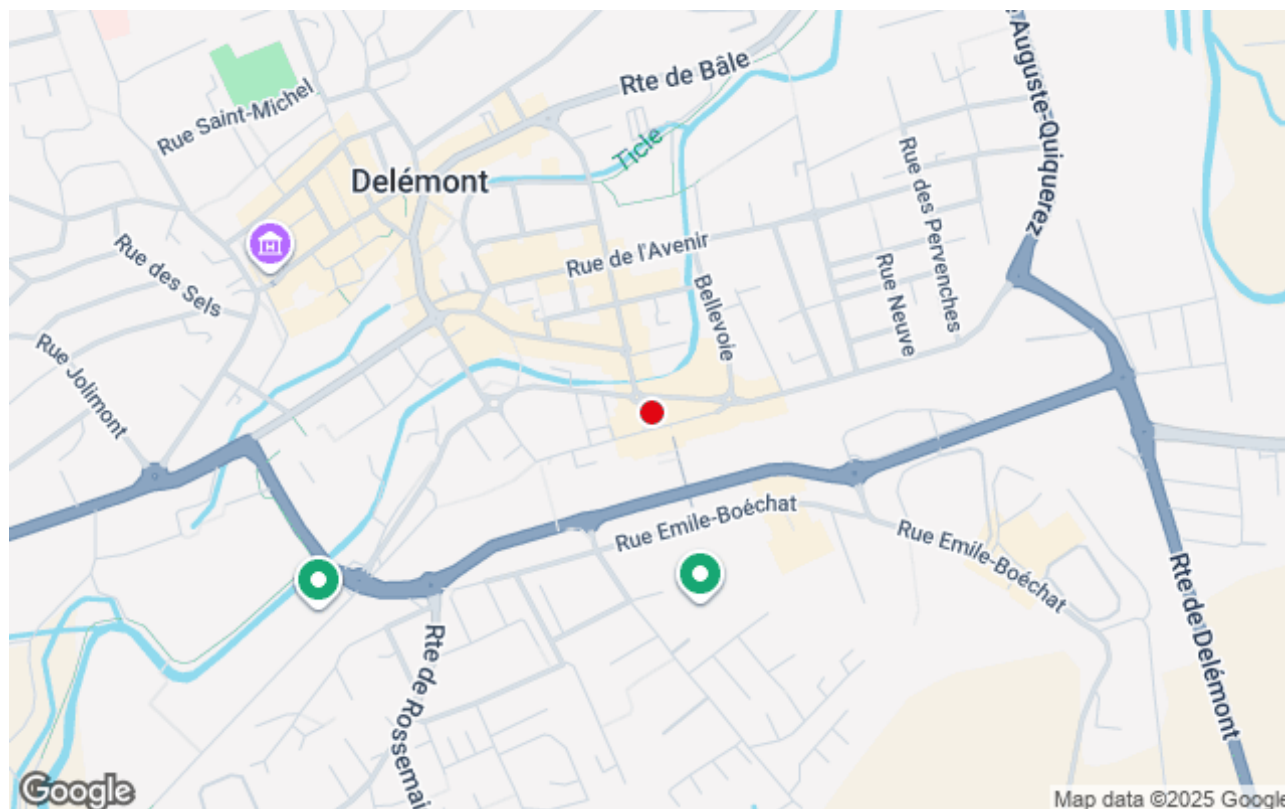 Rte de Bâle
Auguste-Quiquerez
Rue Saint-Michel
Ticle
Delémont
Rue des Pervenches
Rue de l'Avenir
Rue des Sels
Bellevoie
Rue Neuve
Rue Jolimont
Rue Emile-Boéchat
Rue Emile-Boéchat
Rte de Delémont
Rte de Rossemai
Google
Map data ©2025 Google